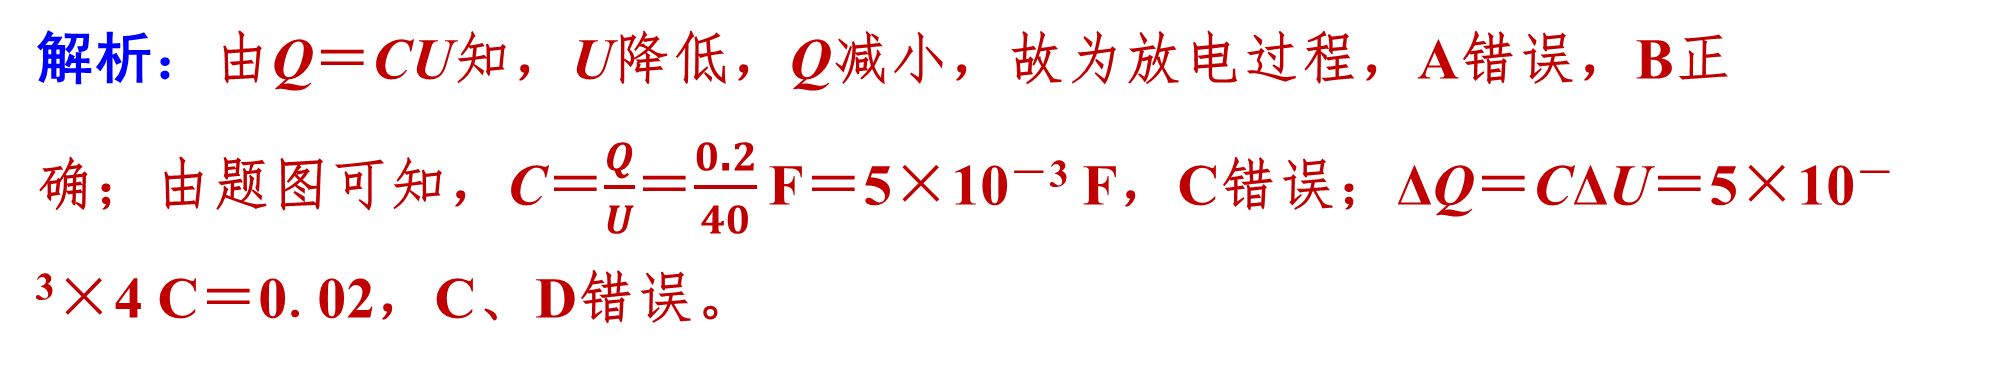 解析：由Q＝CU知，U降低，Q减小，故为放电过程，A错误，B正
确；由题图可知，C＝Q/U＝0.2/40 F＝5×10⁻³ F，C错误；ΔQ＝CΔU＝5×10⁻
³×4 C＝0. 02，C、D错误。